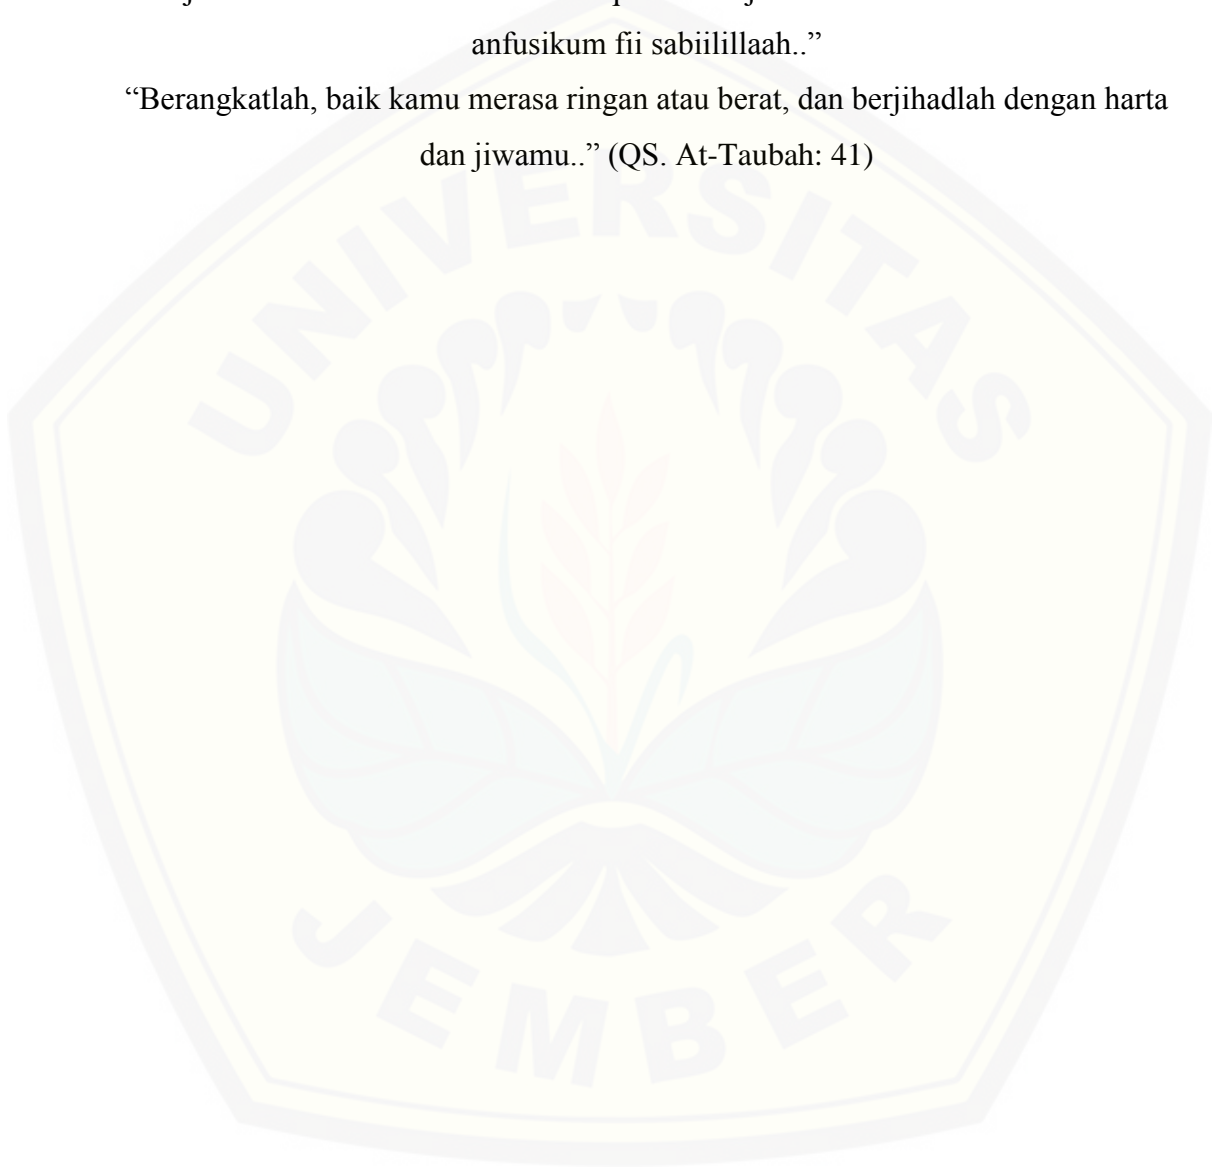 anfusikum fii sabiilillaah..”
“Berangkatlah, baik kamu merasa ringan atau berat, dan berjihadlah dengan harta
dan jiwamu..” (QS. At-Taubah: 41)
UNIVERSITAS
JEMBER